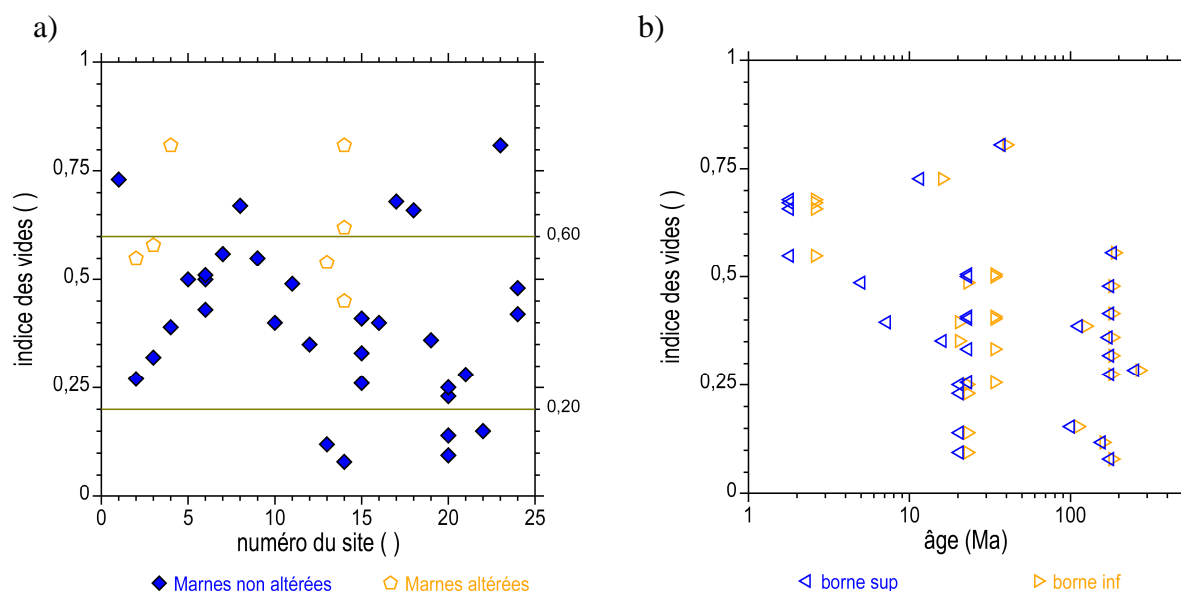 a)
1
0,75
0,5
0,25
0
indice des vides ( )
0,60
0,20
0 5 10 15 20 25
numéro du site ( )
Marnes non altérées Marnes altérées
b)
1
0,75
0,5
0,25
0
indice des vides ( )
1 10 100
âge (Ma)
borne sup borne inf